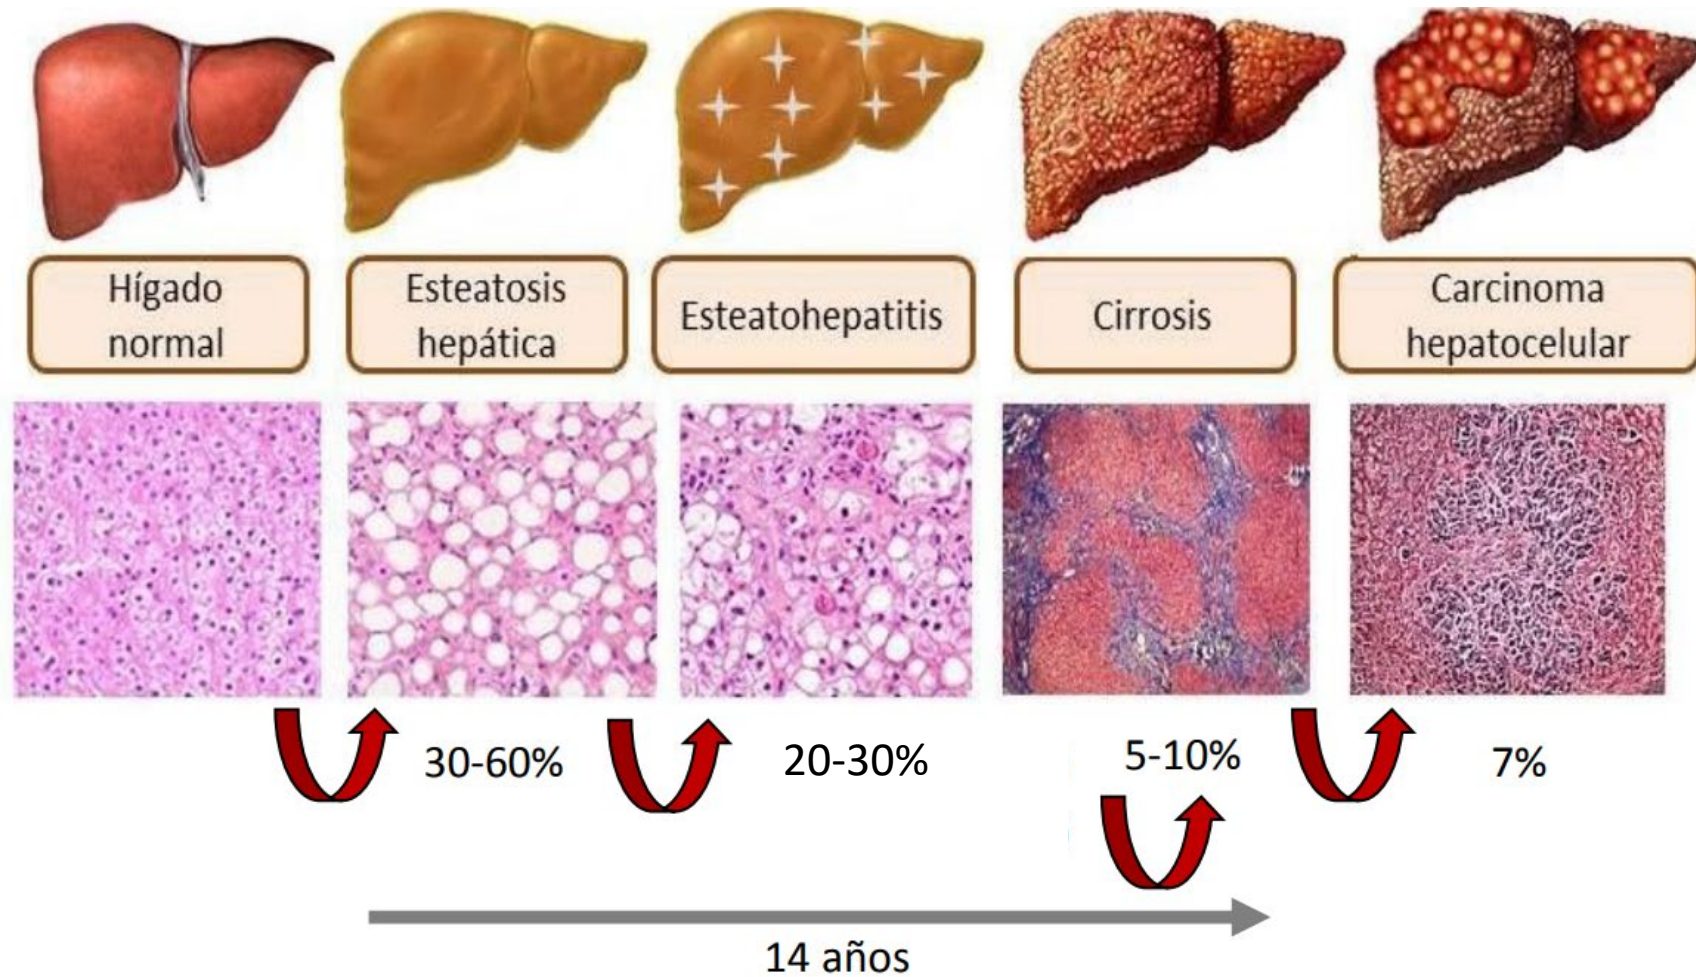 Hígado
normal
Esteatosis
hepática
Esteatohepatitis
Cirrosis
Carcinoma
hepatocelular
30-60%
20-30%
5-10%
7%
14 años